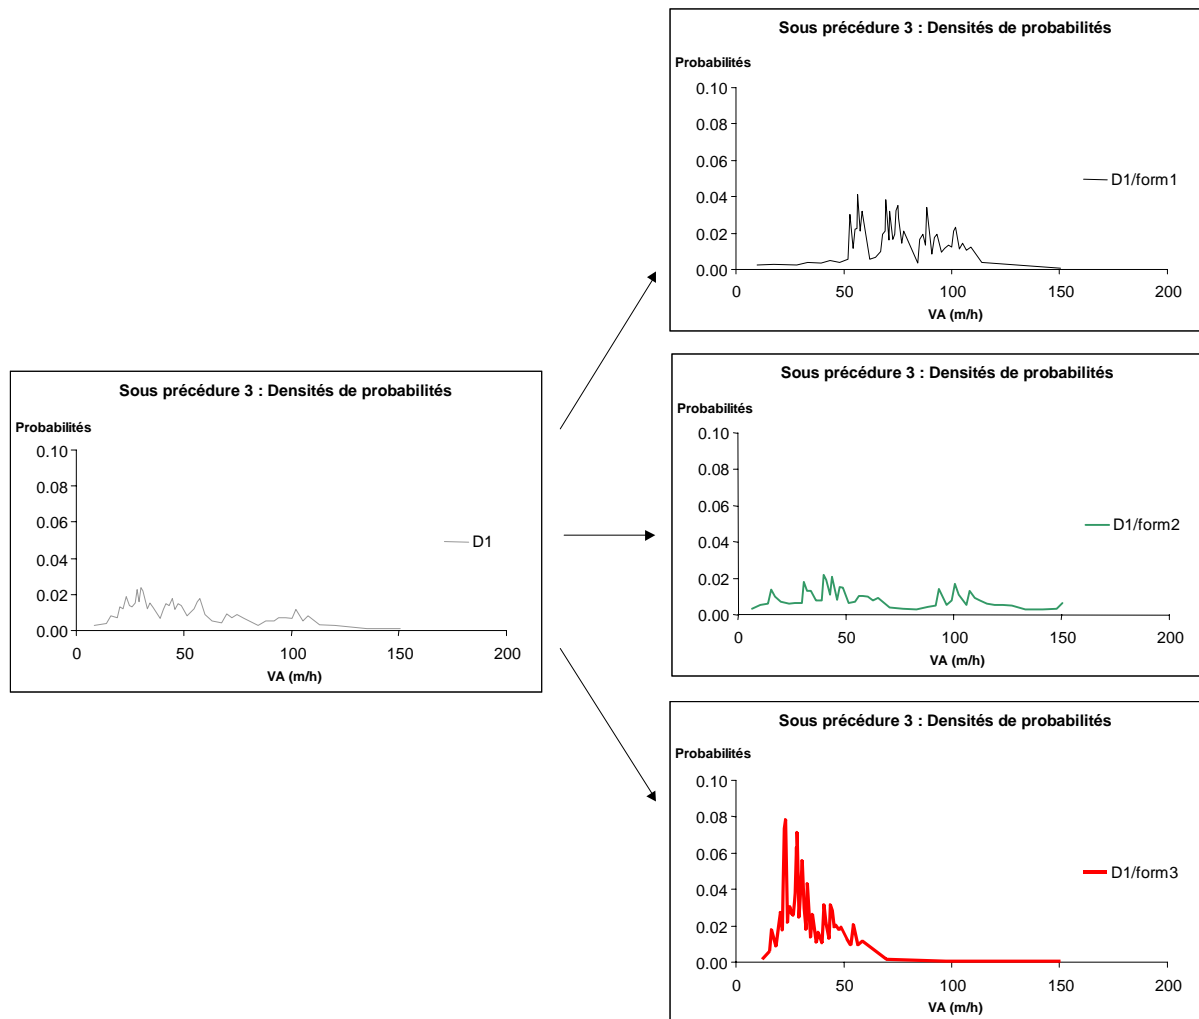 Sous précédure 3 : Densités de probabilités
Probabilités
0.10
0.08
0.06
0.04
0.02
0.00
0 50 100 150 200
VA (m/h)
D1/form1
Sous précédure 3 : Densités de probabilités
Probabilités
0.10
0.08
0.06
0.04
0.02
0.00
0 50 100 150 200
VA (m/h)
D1
Sous précédure 3 : Densités de probabilités
Probabilités
0.10
0.08
0.06
0.04
0.02
0.00
0 50 100 150 200
VA (m/h)
D1/form2
Sous précédure 3 : Densités de probabilités
Probabilités
0.10
0.08
0.06
0.04
0.02
0.00
0 50 100 150 200
VA (m/h)
D1/form3